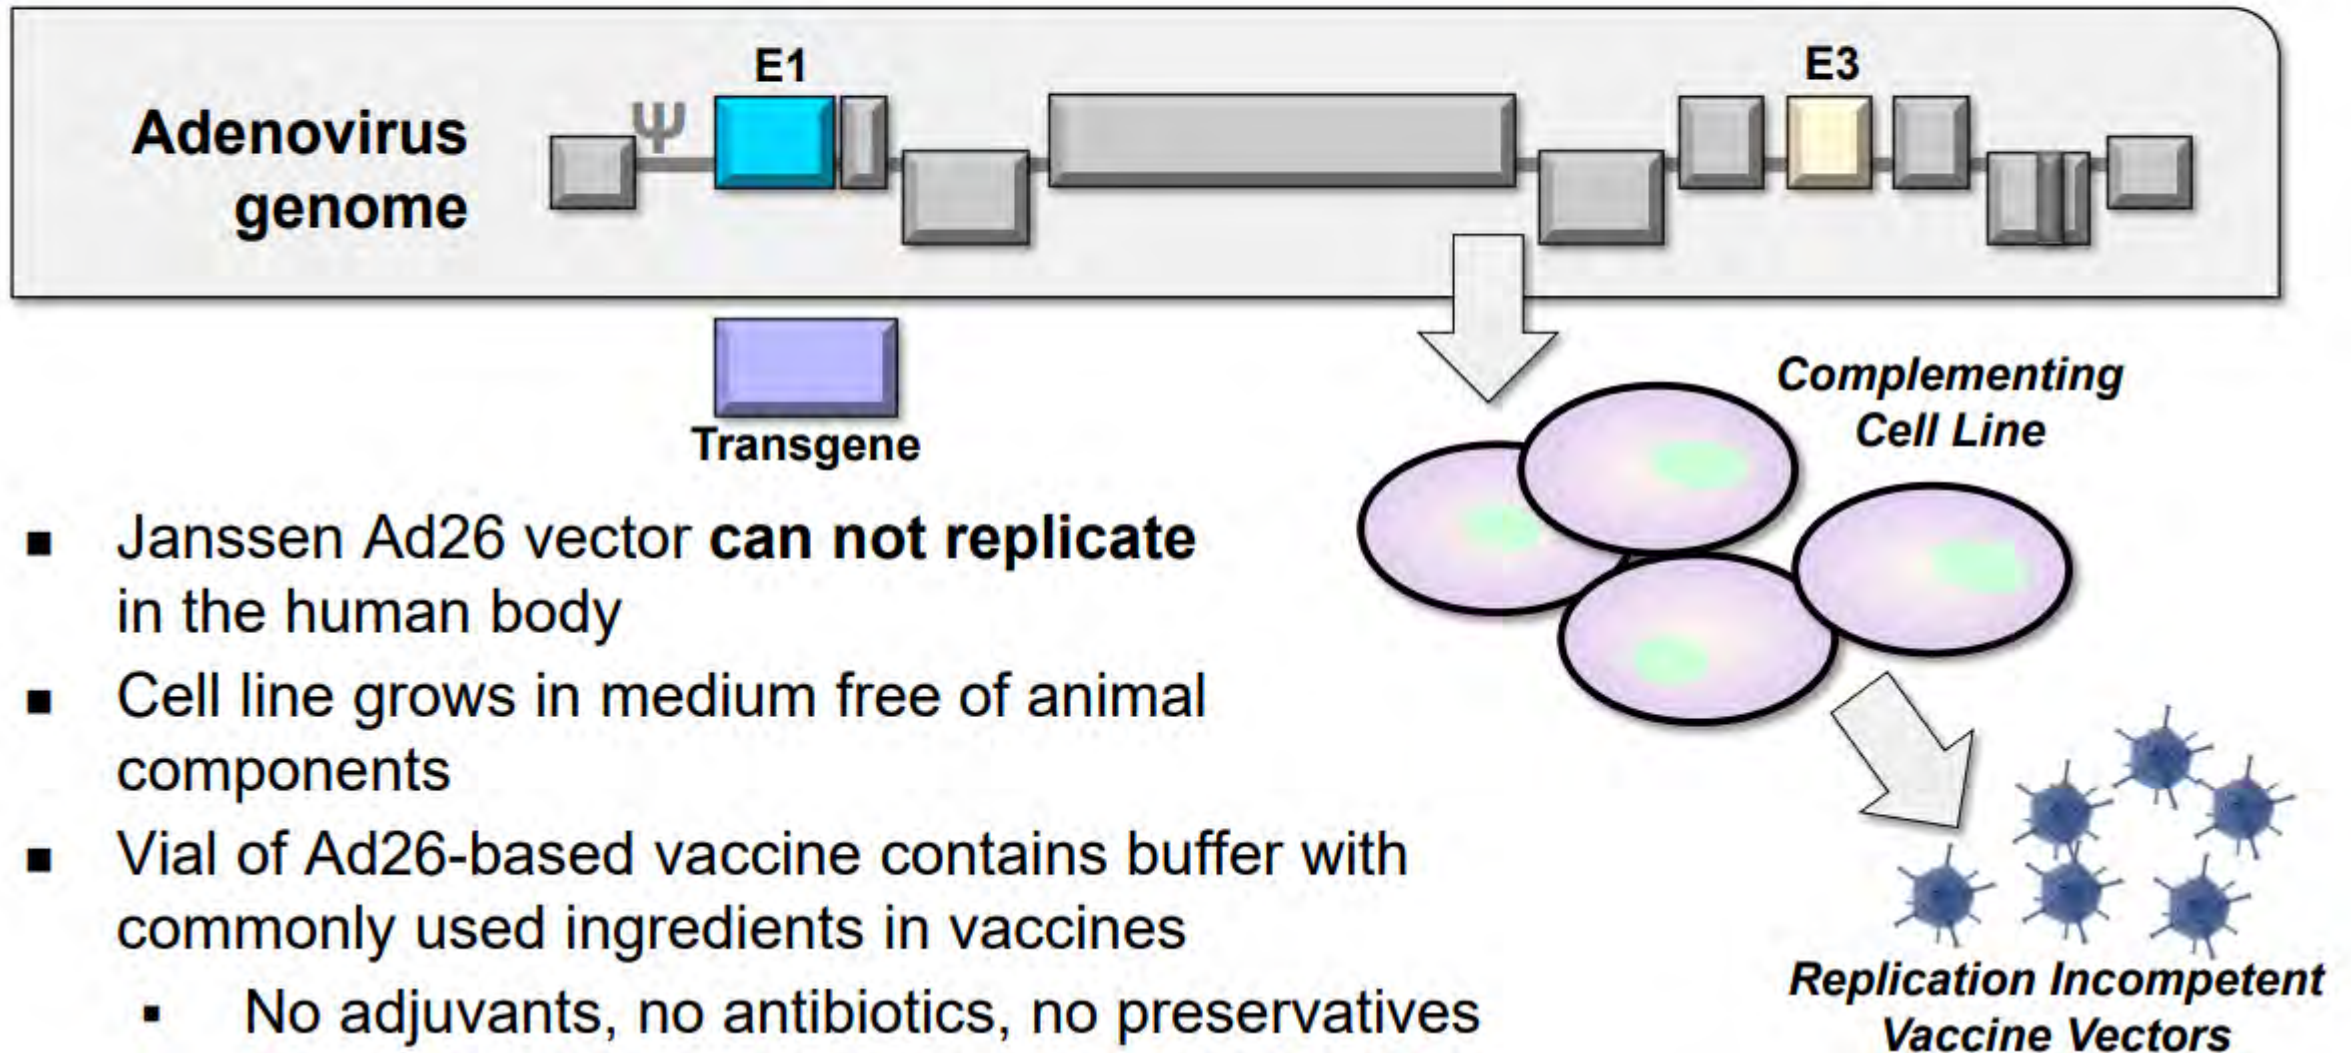 E1
E3
Ψ
Adenovirus
genome
Transgene
Complementing
Cell Line
▪ Janssen Ad26 vector can not replicate
in the human body
▪ Cell line grows in medium free of animal
components
▪ Vial of Ad26-based vaccine contains buffer with
commonly used ingredients in vaccines
▪ No adjuvants, no antibiotics, no preservatives
Replication Incompetent
Vaccine Vectors